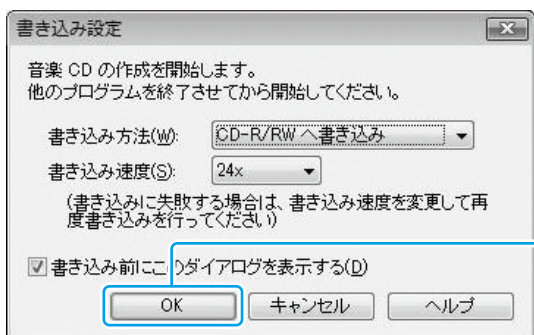 書き込み設定
音楽 CD の作成を開始します。
他のプログラムを終了させてから開始してください。
書き込み方法(W): CD-R/RW へ書き込み
書き込み速度(S): 24x
(書き込みに失敗する場合は、書き込み速度を変更して再
度書き込みを行ってください)
書き込み前にこのダイアログを表示する(D)
OK キャンセル ヘルプ